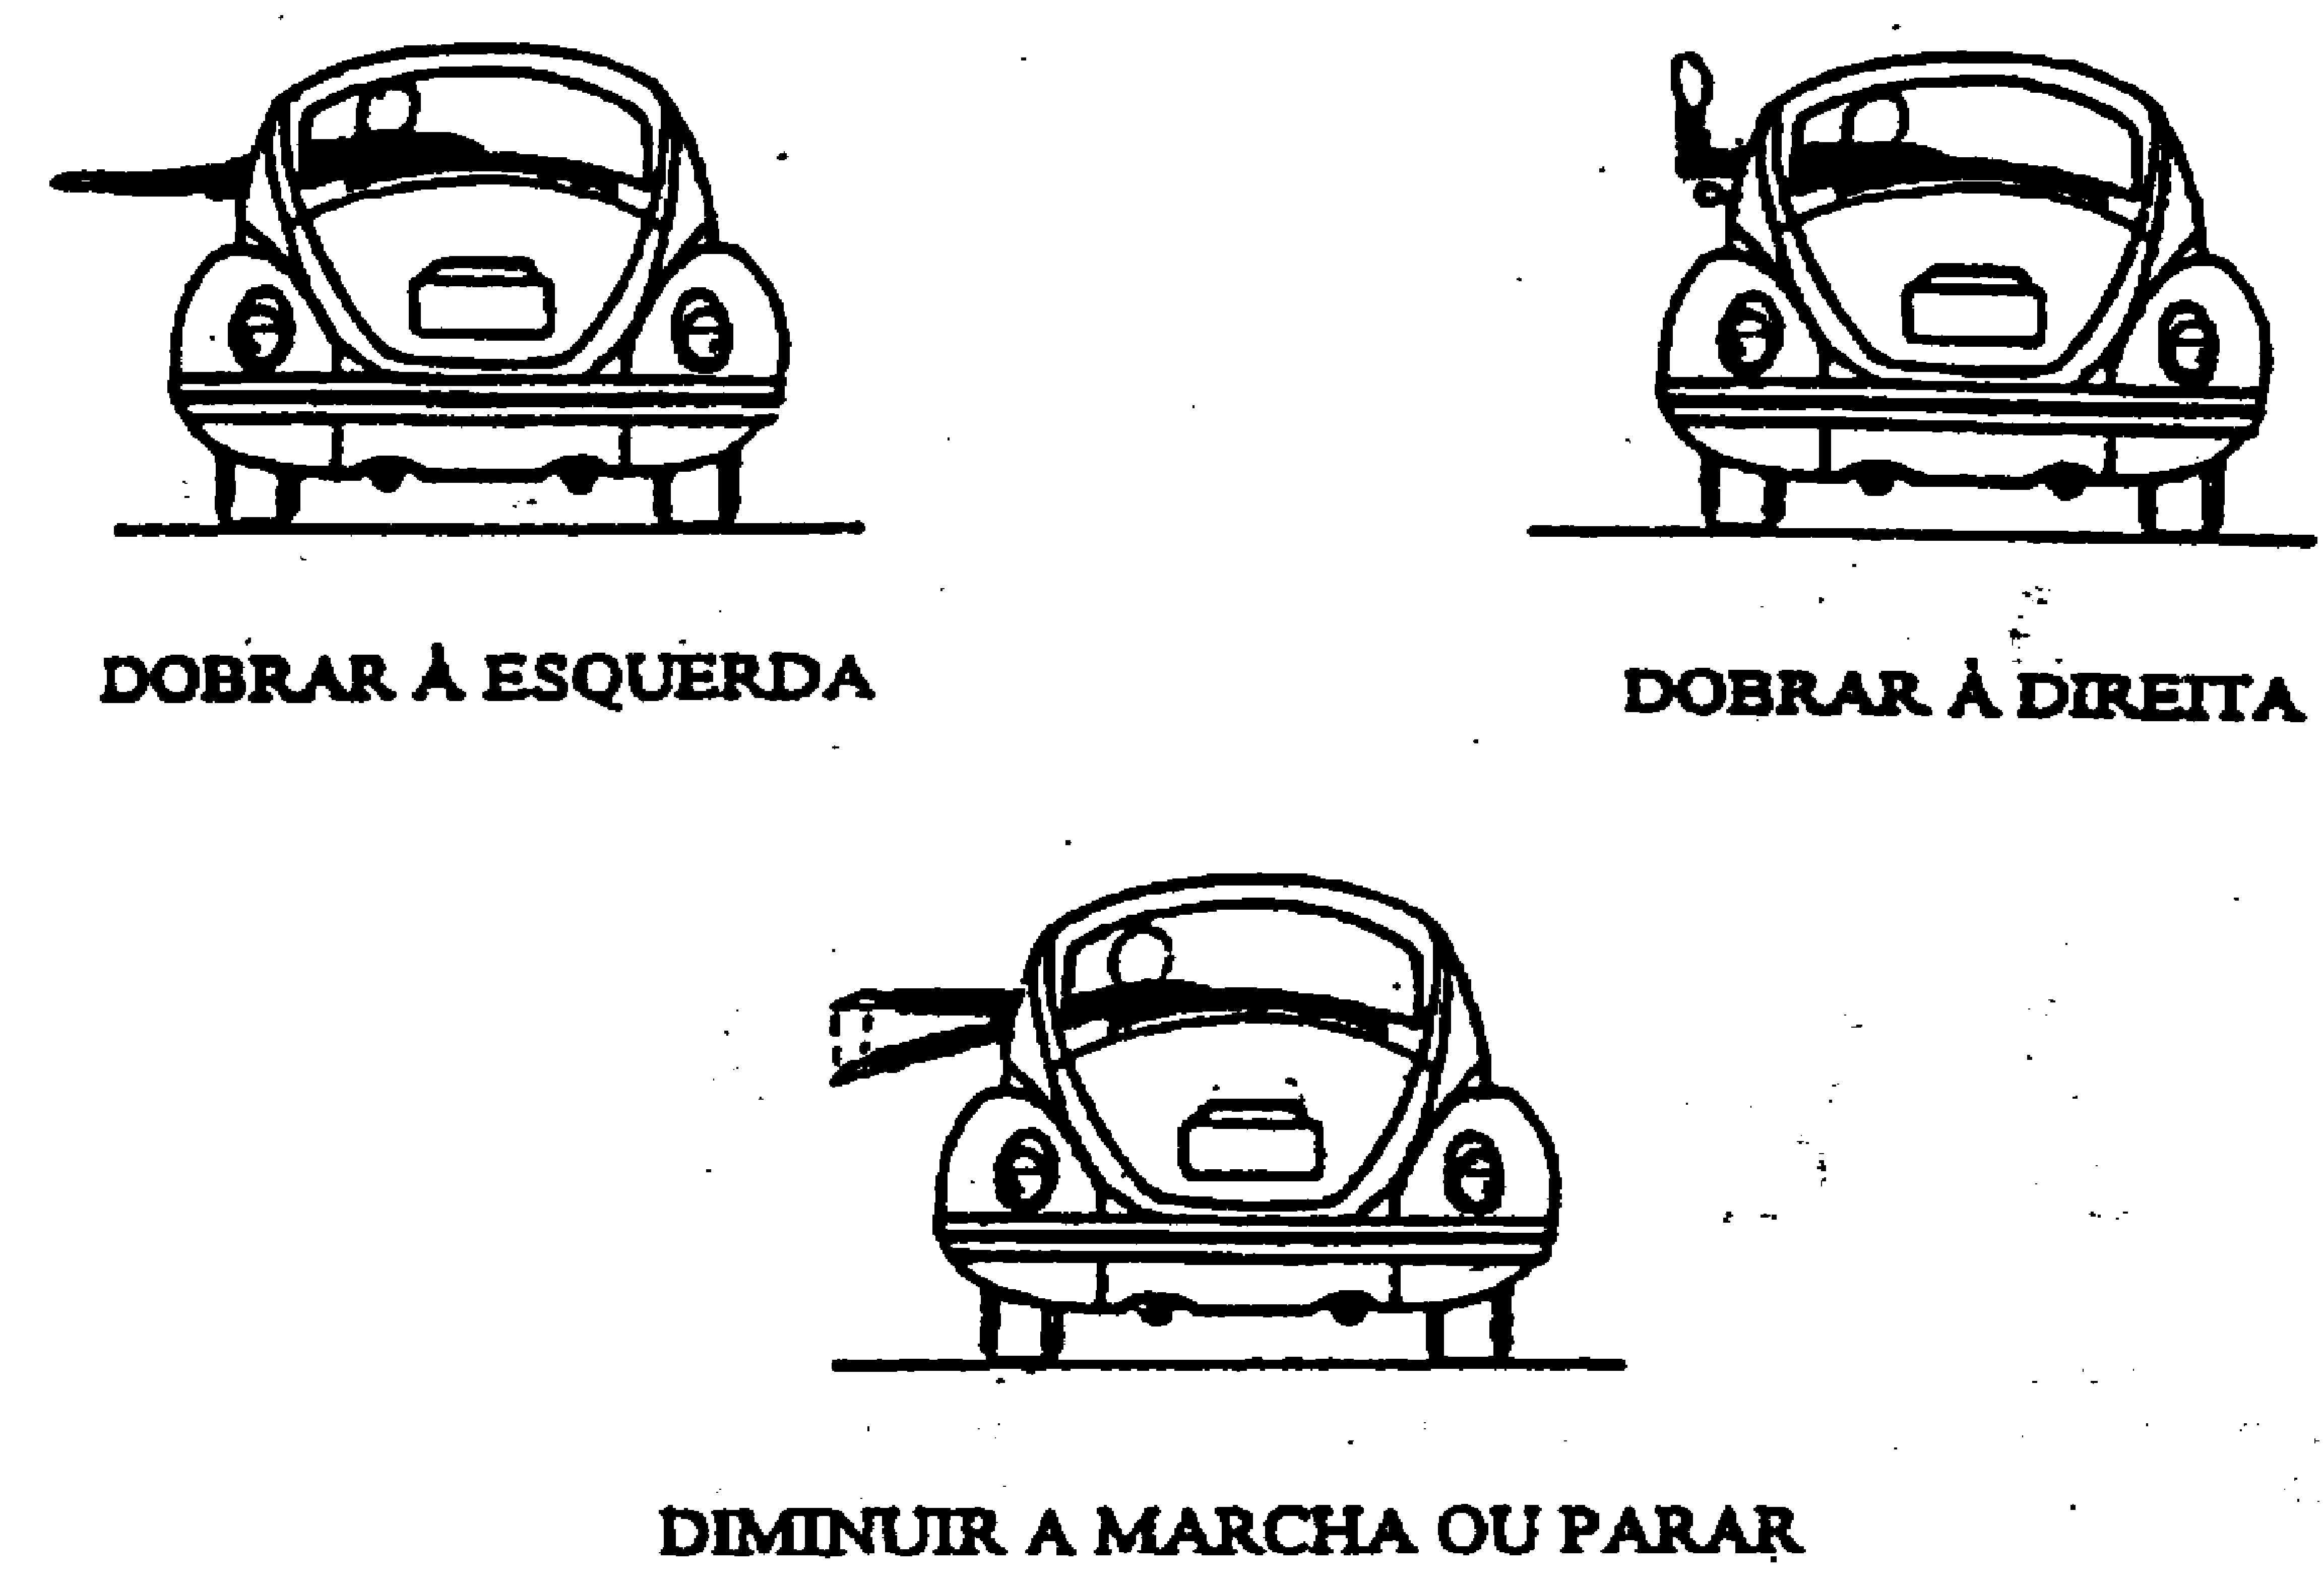 DOBRAR À ESQUERDA
DOBRAR À DIREITA
DIMINUIR A MARCHA OU PARAR